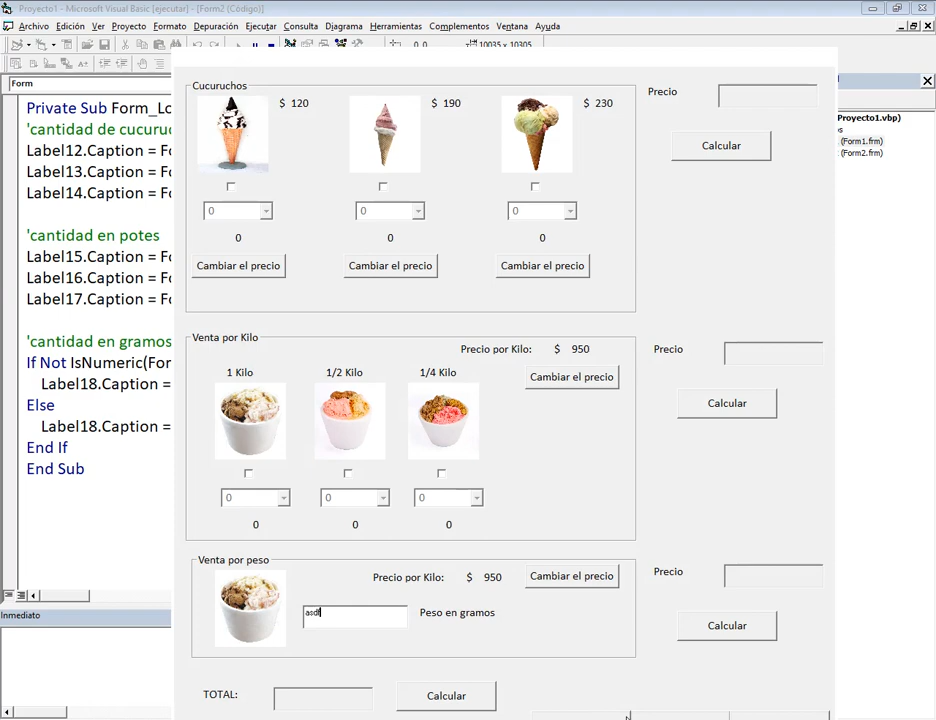 Proyecto1 - Microsoft Visual Basic [ejecutar] - [Form2 (Código)]
Archivo Edición Ver Proyecto Formato Depuración Ejecutar Consulta Diagrama Herramientas Complementos Ventana Ayuda
0, 0 10035 x 10305
Form
Private Sub Form_Lo
'cantidad de cucuruc
Label12.Caption = Fo
Label13.Caption = Fo
Label14.Caption = Fo
'cantidad en potes
Label15.Caption = Fo
Label16.Caption = Fo
Label17.Caption = Fo
'cantidad en gramos
If Not IsNumeric(For
Label18.Caption =
Else
Label18.Caption =
End If
End Sub
Inmediato
Cucuruchos
$ 120 $ 190 $ 230
0 0 0
0 0 0
Cambiar el precio Cambiar el precio Cambiar el precio
Precio
Calcular
Venta por Kilo
Precio por Kilo: $ 950
1 Kilo 1/2 Kilo 1/4 Kilo
Cambiar el precio
0 0 0
0 0 0
Precio
Calcular
Venta por peso
Precio por Kilo: $ 950
Cambiar el precio
asdf Peso en gramos
Precio
Calcular
TOTAL:
Calcular
Proyecto1.vbp)
os
(Form1.frm)
(Form2.frm)